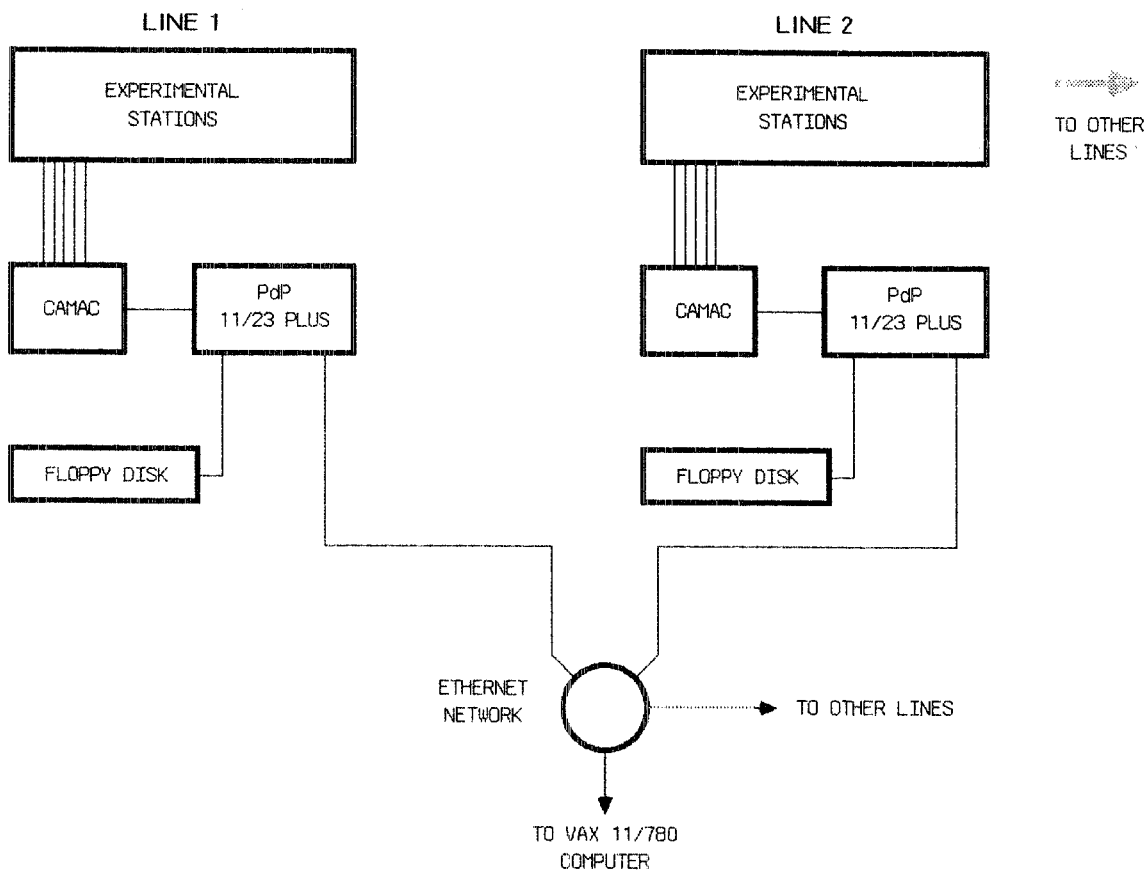 LINE 1
EXPERIMENTAL
STATIONS
CAMAC
PdP
11/23 PLUS
FLOPPY DISK
LINE 2
EXPERIMENTAL
STATIONS
TO OTHER
LINES
CAMAC
PdP
11/23 PLUS
FLOPPY DISK
ETHERNET
NETWORK
TO OTHER LINES
TO VAX 11/780
COMPUTER